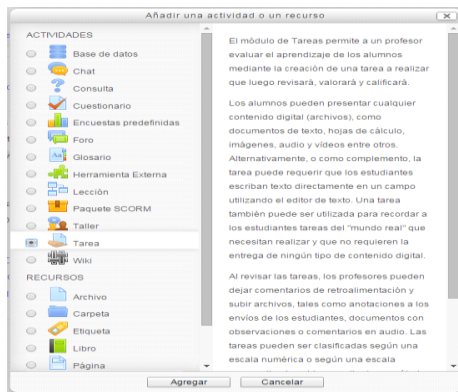 Añadir una actividad o un recurso
ACTIVIDADES
Base de datos
Chat
Consulta
Cuestionario
Encuestas predefinidas
Foro
Glosario
Herramienta Externa
Lección
Paquete SCORM
Taller
Tarea
Wiki
RECURSOS
Archivo
Carpeta
Etiqueta
Libro
Página
El módulo de Tareas permite a un profesor
evaluar el aprendizaje de los alumnos
mediante la creación de una tarea a realizar
que luego revisará, valorará y calificará.
Los alumnos pueden presentar cualquier
contenido digital (archivos), como
documentos de texto, hojas de cálculo,
imágenes, audio y vídeos entre otros.
Alternativamente, o como complemento, la
tarea puede requerir que los estudiantes
escriban texto directamente en un campo
utilizando el editor de texto. Una tarea
también puede ser utilizada para recordar a
los estudiantes tareas del "mundo real" que
necesitan realizar y que no requieren la
entrega de ningún tipo de contenido digital.
Al revisar las tareas, los profesores pueden
dejar comentarios de retroalimentación y
subir archivos, tales como anotaciones a los
envíos de los estudiantes, documentos con
observaciones o comentarios en audio. Las
tareas pueden ser clasificadas según una
escala numérica o según una escala
Agregar
Cancelar